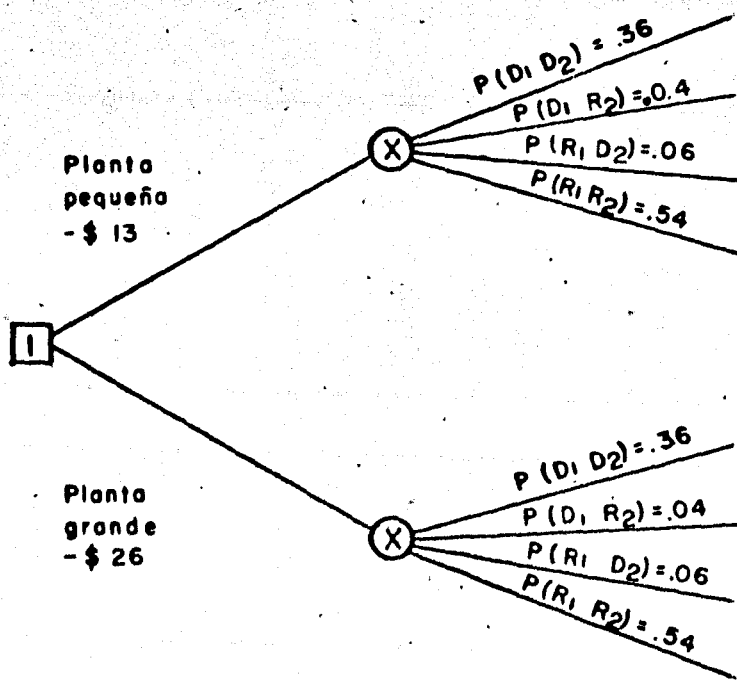 P(D1 D2) = .36
P(D1 R2)=.0.4
P(R1 D2)=.06
P(R1 R2)=.54
X
Planta
pequeña
-$ 13
1
Planta
grande
-$ 26
X
P(D1 D2)=.36
P(D1 R2)=.04
P(R1 D2)=.06
P(R1 R2)=.54